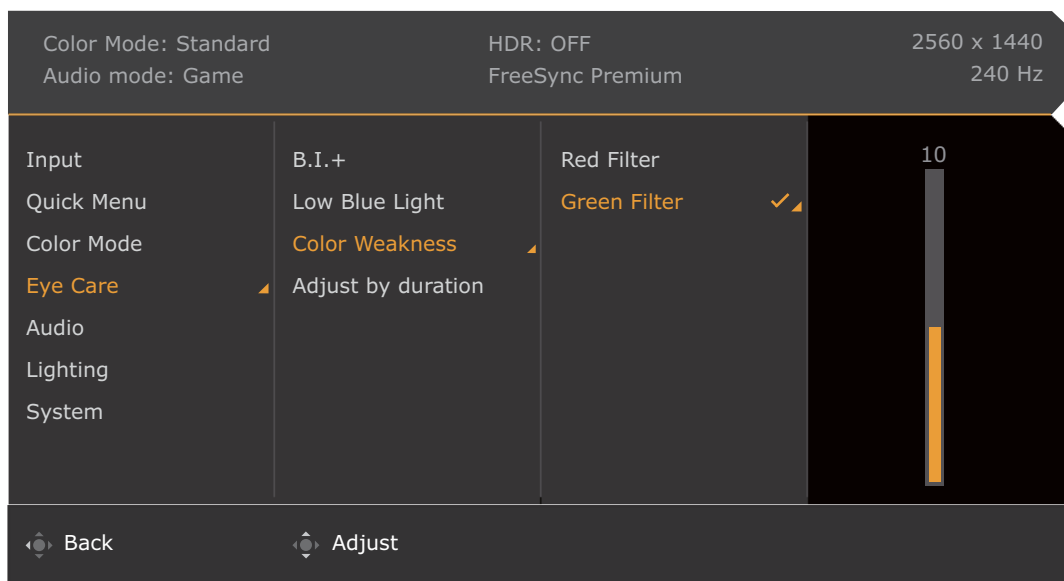 Color Mode: Standard
HDR: OFF
2560 x 1440
Audio mode: Game
FreeSync Premium
240 Hz
Input
Quick Menu
Color Mode
Eye Care
Audio
Lighting
System
B.I.+
Low Blue Light
Color Weakness
Adjust by duration
Red Filter
Green Filter
10
Back
Adjust